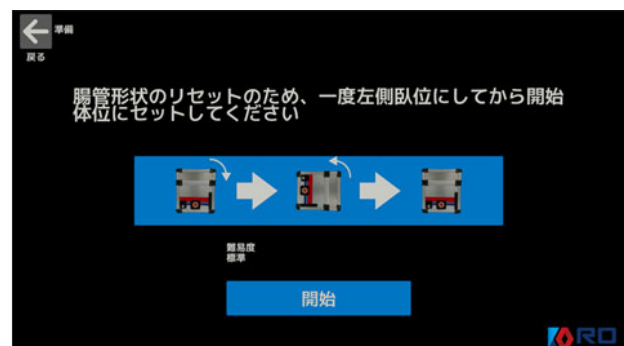 準備
戻る
腸管形状のリセットのため、一度左側臥位にしてから開始
体位にセットしてください
難易度
標準
開始
RD